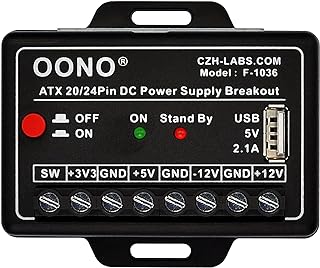 OONO®
CZH-LABS.COM
Model : F-1036
ATX 20/24Pin DC Power Supply Breakout
OFF
ON
ON
Stand By
USB
5V
2.1A
SW +3V3 GND +5V GND -12V GND +12V